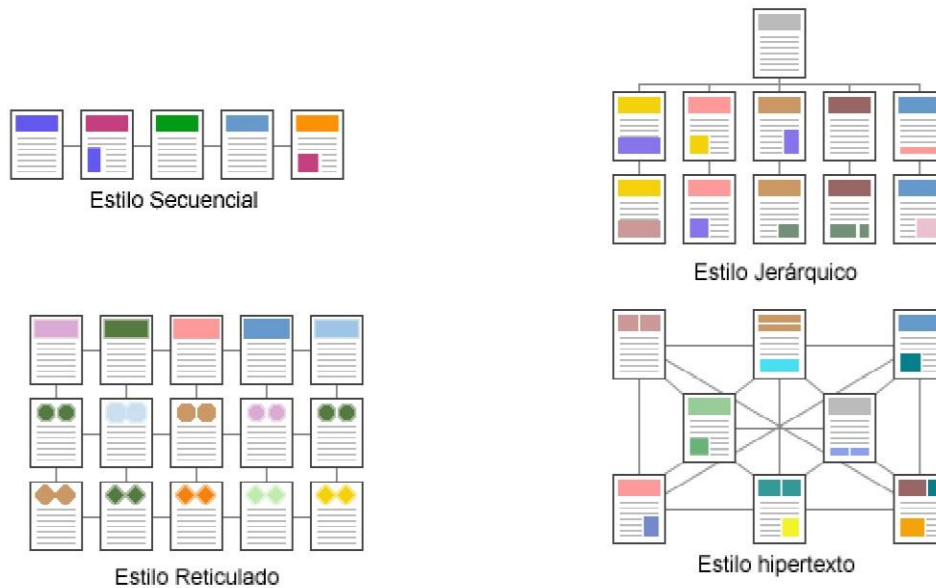 Estilo Secuencial
Estilo Jerárquico
Estilo Reticulado
Estilo hipertexto